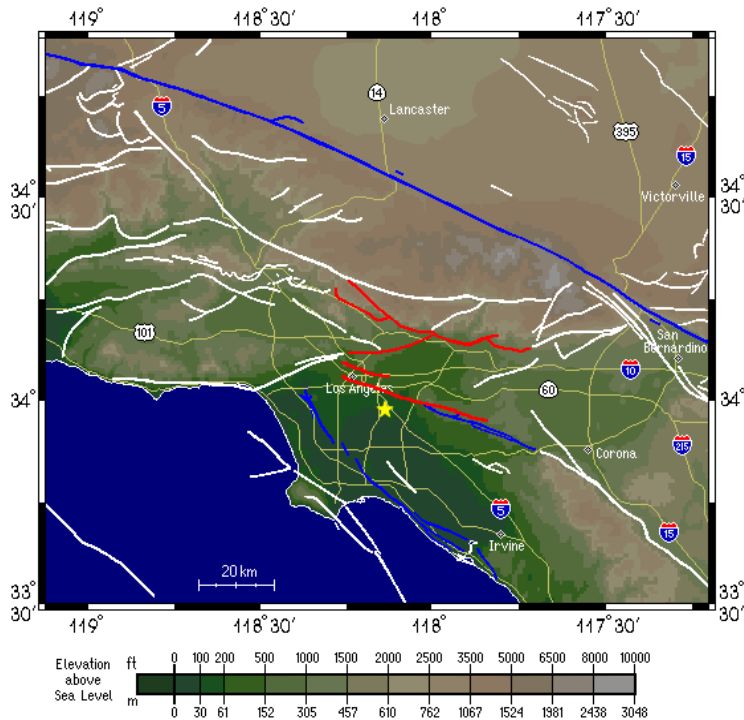 119° 118°30′ 118° 117°30′
14
Lancaster
5
395
15
34°
30′
34°
30′
Victorville
101
San
Bernardino
Los Angeles
10
60
34°
34°
Corona
215
5
15
Irvine
20 km
33°
30′
33°
30′
119° 118°30′ 118° 117°30′
Elevation
above
Sea Level
ft 0 100 200 500 1000 1500 2000 2500 3500 5000 6500 8000 10000
m 0 30 61 152 305 457 610 762 1067 1524 1981 2438 3048